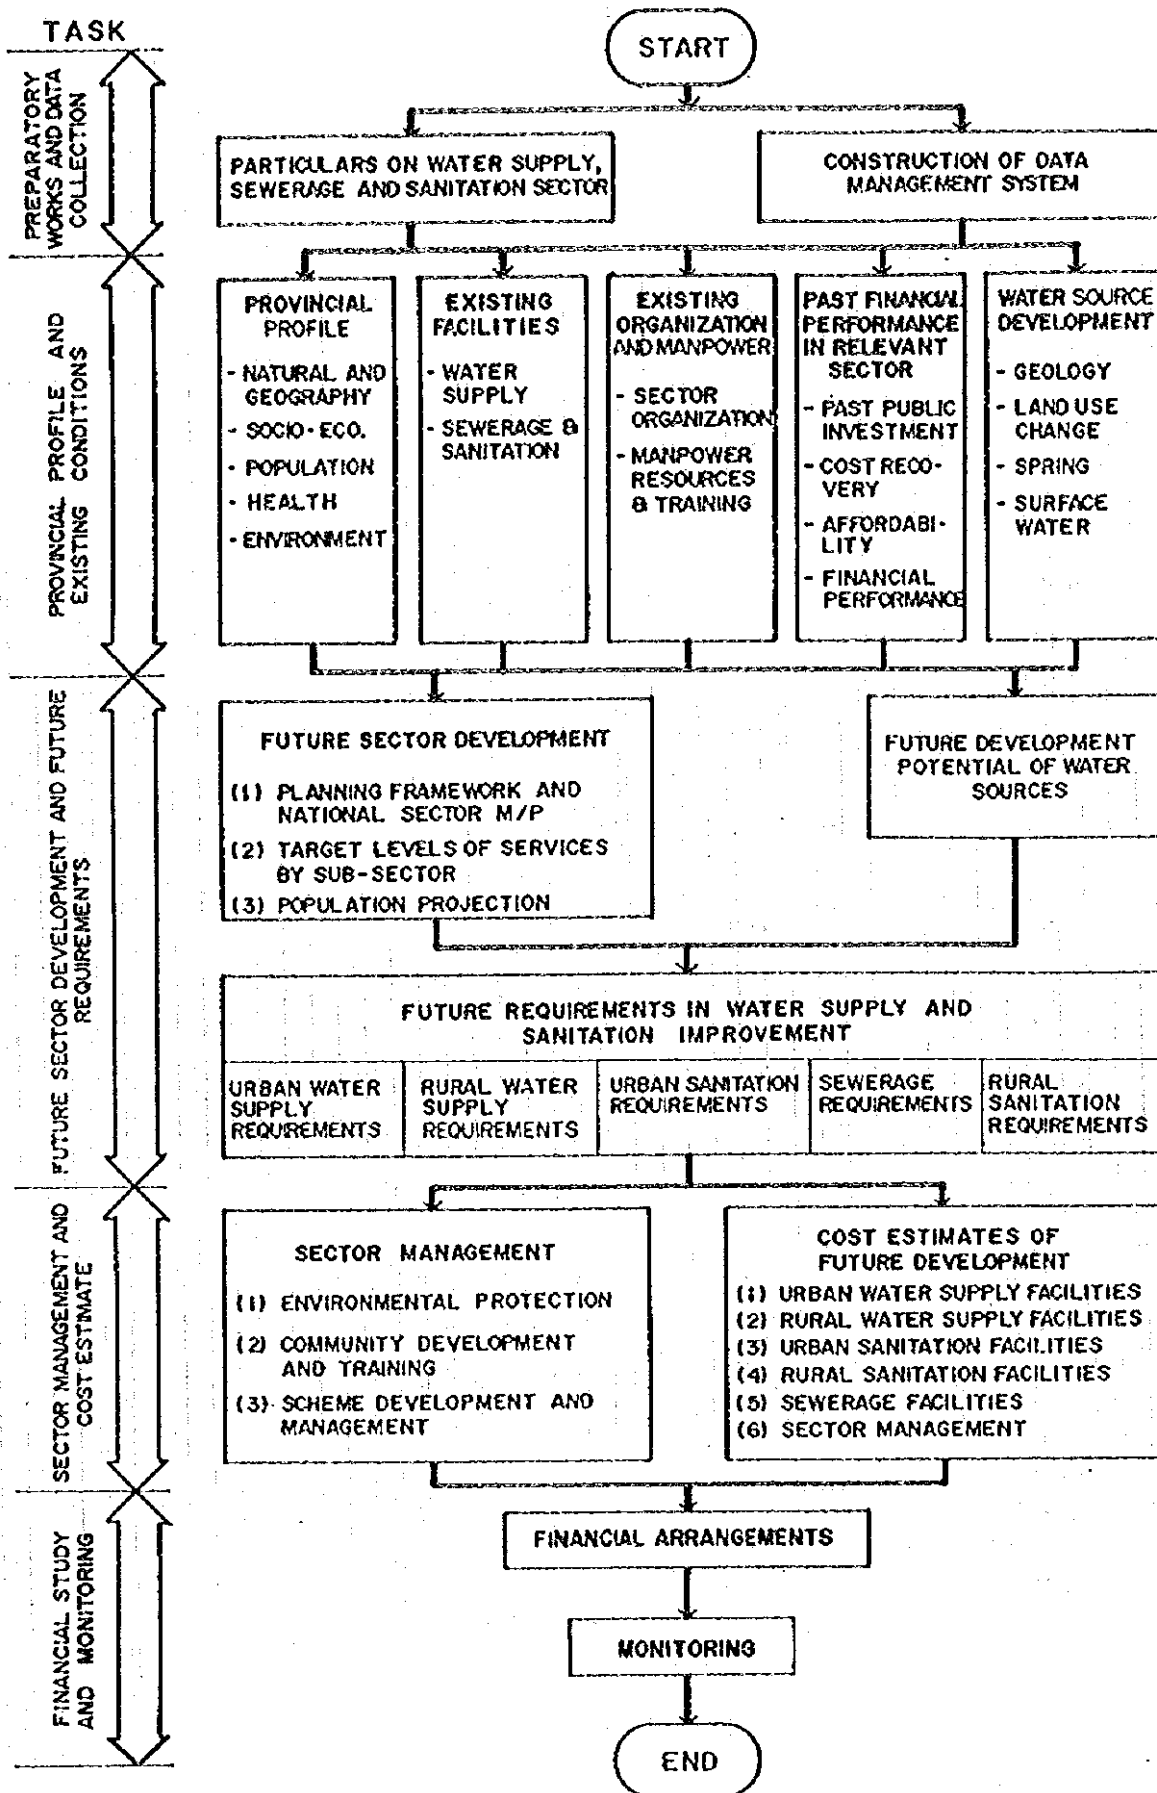 TASK
START
PREPARATORY
WORKS AND DATA
COLLECTION
PARTICULARS ON WATER SUPPLY,
SEWERAGE AND SANITATION SECTOR
CONSTRUCTION OF DATA
MANAGEMENT SYSTEM
PROVINCIAL PROFILE AND
EXISTING CONDITIONS
PROVINCIAL
PROFILE
- NATURAL AND
GEOGRAPHY
- SOCIO-ECO.
- POPULATION
- HEALTH
- ENVIRONMENT
EXISTING
FACILITIES
- WATER
SUPPLY
- SEWERAGE &
SANITATION
EXISTING
ORGANIZATION
AND MANPOWER
- SECTOR
ORGANIZATION
- MANPOWER
RESOURCES
& TRAINING
PAST FINANCIAL
PERFORMANCE
IN RELEVANT
SECTOR
- PAST PUBLIC
INVESTMENT
- COST RECO-
VERY
- AFFORDABI-
LITY
- FINANCIAL
PERFORMANCE
WATER SOURCE
DEVELOPMENT
- GEOLOGY
- LAND USE
CHANGE
- SPRING
- SURFACE
WATER
FUTURE SECTOR DEVELOPMENT AND FUTURE
REQUIREMENTS
FUTURE SECTOR DEVELOPMENT
(1) PLANNING FRAMEWORK AND
NATIONAL SECTOR M/P
(2) TARGET LEVELS OF SERVICES
BY SUB-SECTOR
(3) POPULATION PROJECTION
FUTURE DEVELOPMENT
POTENTIAL OF WATER
SOURCES
FUTURE REQUIREMENTS IN WATER SUPPLY AND
SANITATION IMPROVEMENT
URBAN WATER
SUPPLY
REQUIREMENTS
RURAL WATER
SUPPLY
REQUIREMENTS
URBAN SANITATION
REQUIREMENTS
SEWERAGE
REQUIREMENTS
RURAL
SANITATION
REQUIREMENTS
SECTOR MANAGEMENT AND
COST ESTIMATE
SECTOR MANAGEMENT
(1) ENVIRONMENTAL PROTECTION
(2) COMMUNITY DEVELOPMENT
AND TRAINING
(3) SCHEME DEVELOPMENT AND
MANAGEMENT
COST ESTIMATES OF
FUTURE DEVELOPMENT
(1) URBAN WATER SUPPLY FACILITIES
(2) RURAL WATER SUPPLY FACILITIES
(3) URBAN SANITATION FACILITIES
(4) RURAL SANITATION FACILITIES
(5) SEWERAGE FACILITIES
(6) SECTOR MANAGEMENT
FINANCIAL STUDY
AND MONITORING
FINANCIAL ARRANGEMENTS
MONITORING
END